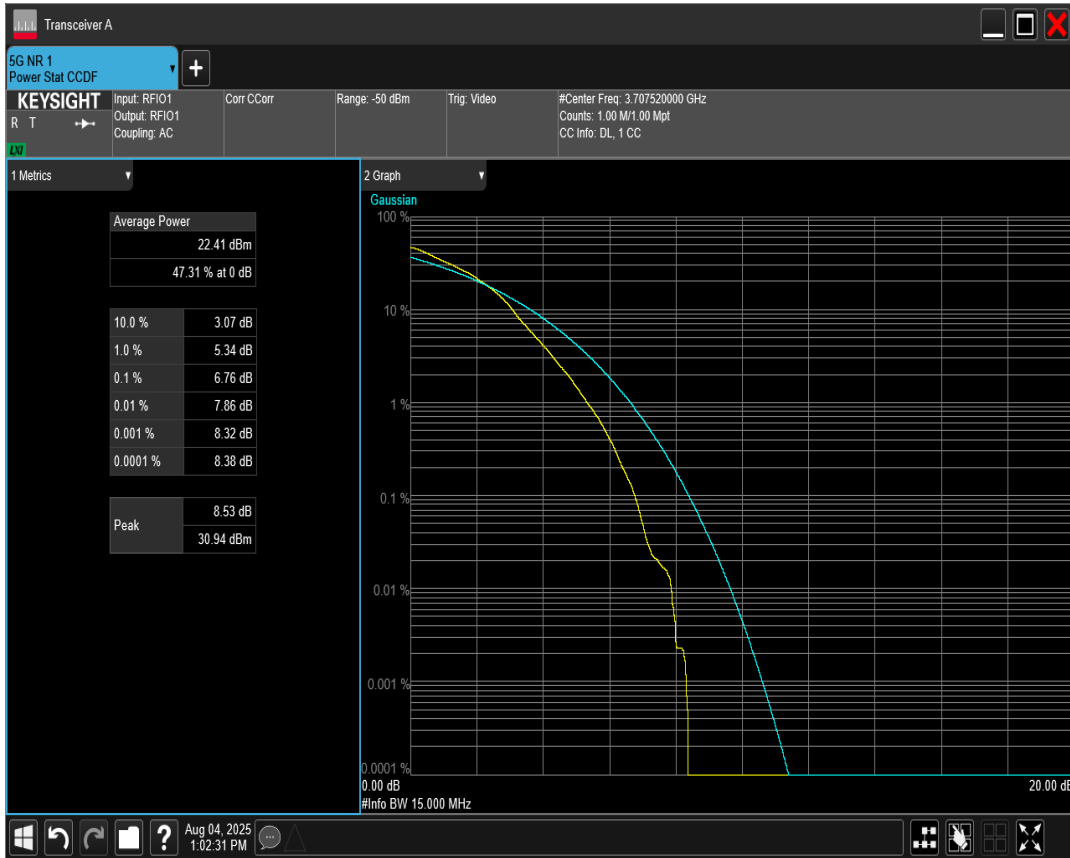 Transceiver A
5G NR 1
Power Stat CCDF
KEYSIGHT
R T
LXI
Input: RFIO1
Output: RFIO1
Coupling: AC
Corr CCorr
Range: -50 dBm
Trig: Video
#Center Freq: 3.707520000 GHz
Counts: 1.00 M/1.00 Mpt
CC Info: DL, 1 CC
1 Metrics
Average Power
22.41 dBm
47.31 % at 0 dB
10.0 % 3.07 dB
1.0 % 5.34 dB
0.1 % 6.76 dB
0.01 % 7.86 dB
0.001 % 8.32 dB
0.0001 % 8.38 dB
Peak
8.53 dB
30.94 dBm
2 Graph
Gaussian
100 %
10 %
1 %
0.1 %
0.01 %
0.001 %
0.0001 %
0.00 dB
20.00 dB
#Info BW 15.000 MHz
Aug 04, 2025
1:02:31 PM